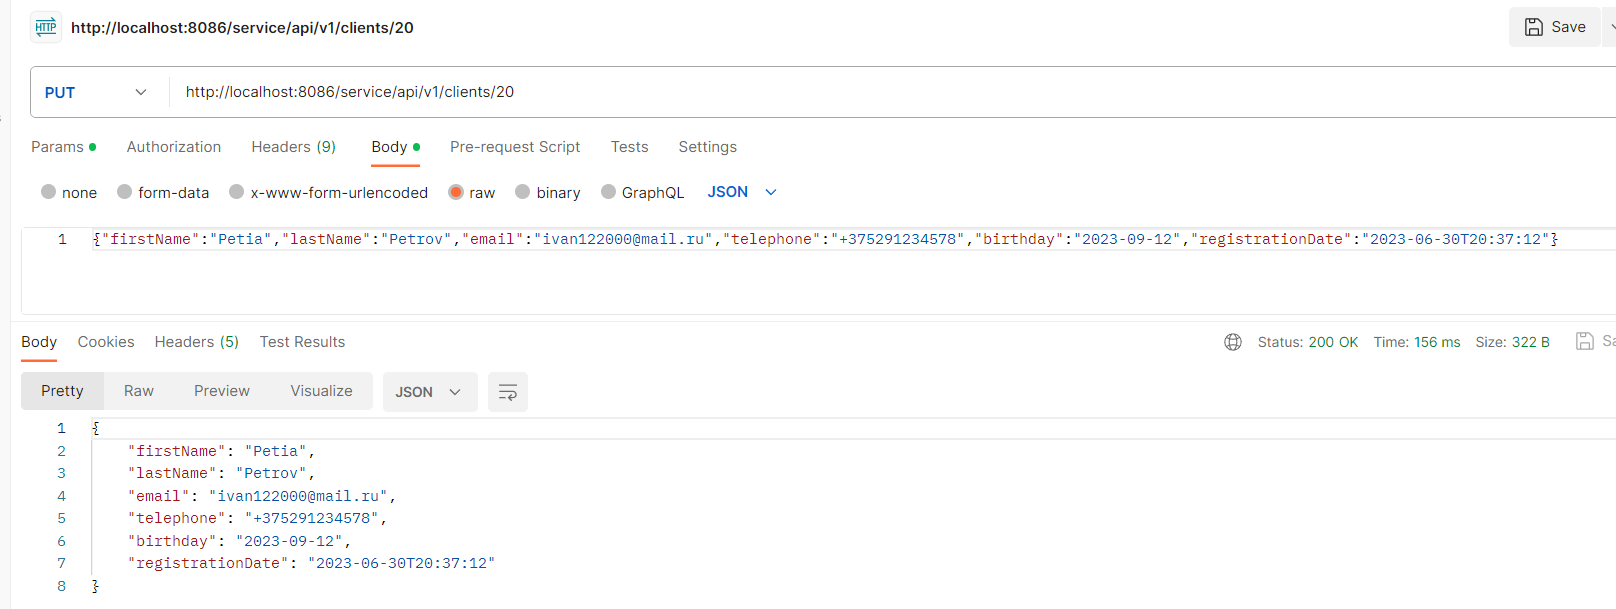 HTTP http://localhost:8086/service/api/v1/clients/20 Save
PUT http://localhost:8086/service/api/v1/clients/20
Params Authorization Headers (9) Body Pre-request Script Tests Settings
none form-data x-www-form-urlencoded raw binary GraphQL JSON
1 {"firstName":"Petia","lastName":"Petrov","email":"ivan122000@mail.ru","telephone":"+375291234578","birthday":"2023-09-12","registrationDate":"2023-06-30T20:37:12"}
Body Cookies Headers (5) Test Results Status: 200 OK Time: 156 ms Size: 322 B
Pretty Raw Preview Visualize JSON
1 {
2 "firstName": "Petia",
3 "lastName": "Petrov",
4 "email": "ivan122000@mail.ru",
5 "telephone": "+375291234578",
6 "birthday": "2023-09-12",
7 "registrationDate": "2023-06-30T20:37:12"
8 }